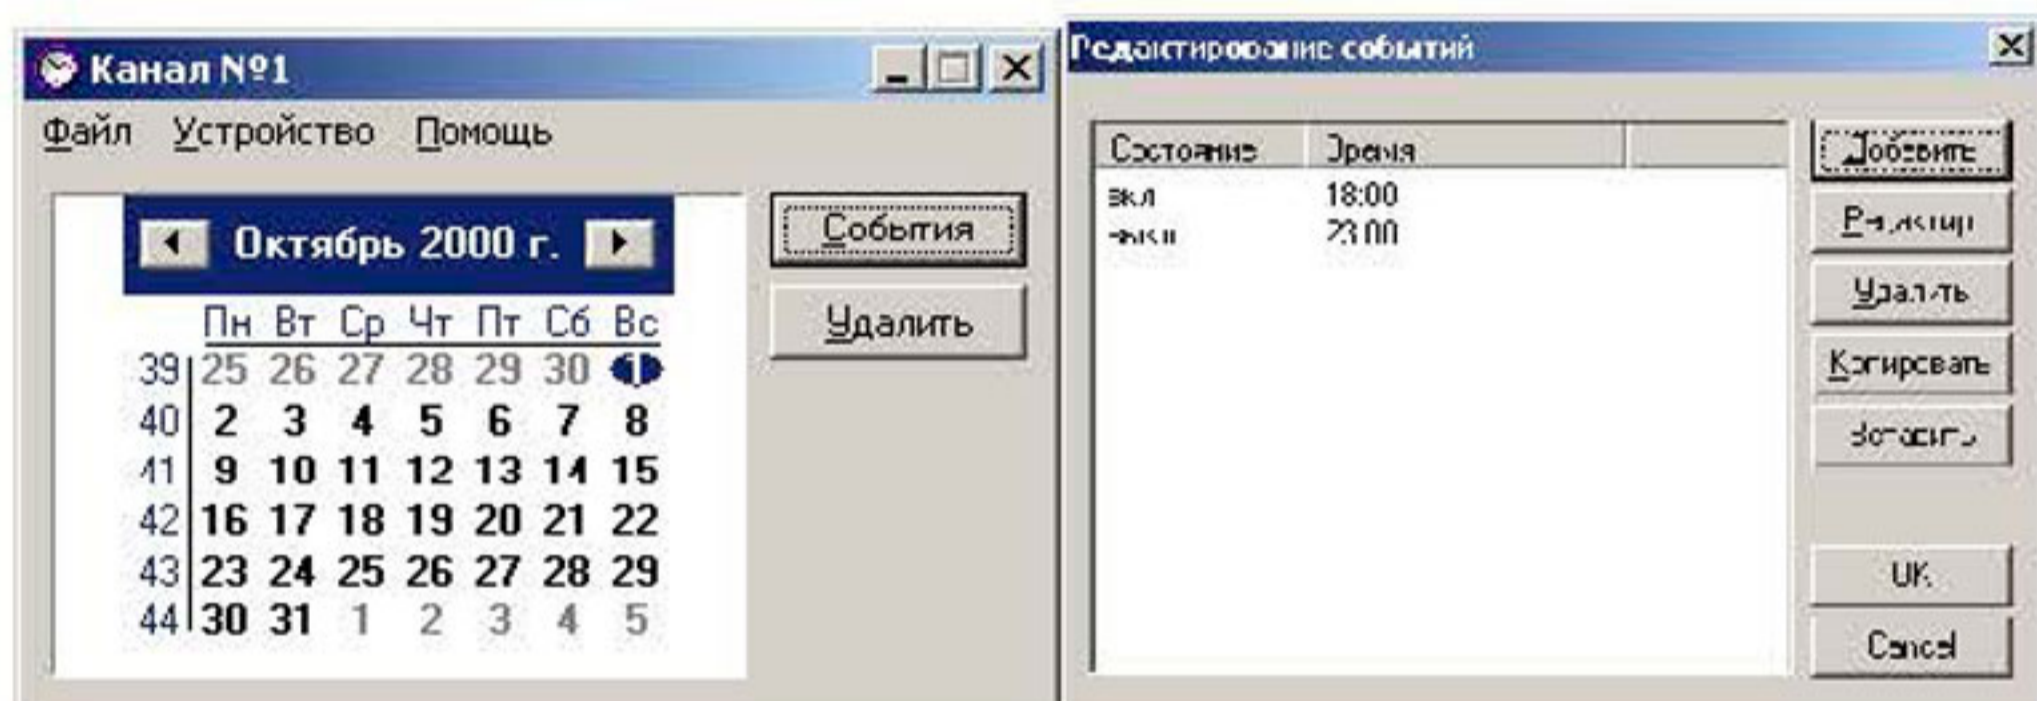 Канал №1
Файл Устройство Помощь
Октябрь 2000 г.
Пн Вт Ср Чт Пт Сб Вс
39 25 26 27 28 29 30 1
40 2 3 4 5 6 7 8
41 9 10 11 12 13 14 15
42 16 17 18 19 20 21 22
43 23 24 25 26 27 28 29
44 30 31 1 2 3 4 5
События
Удалить
Редактирование событий
Состояние Время
вкл 18:00
выкл 23:00
Добавить
Редактир
Удалить
Копировать
Вставить
OK
Cancel